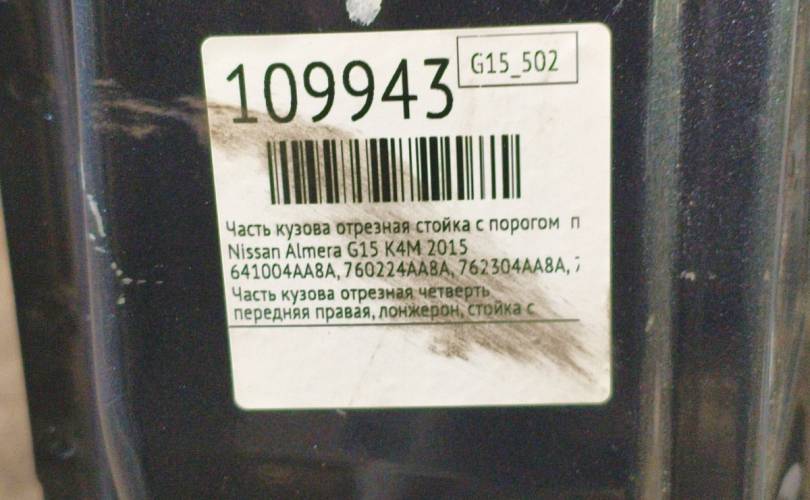 109943
G15_502
Часть кузова отрезная стойка с порогом п
Nissan Almera G15 K4M 2015
641004AA8A, 760224AA8A, 762304AA8A,
Часть кузова отрезная четверть
передняя правая, лонжерон, стойка с